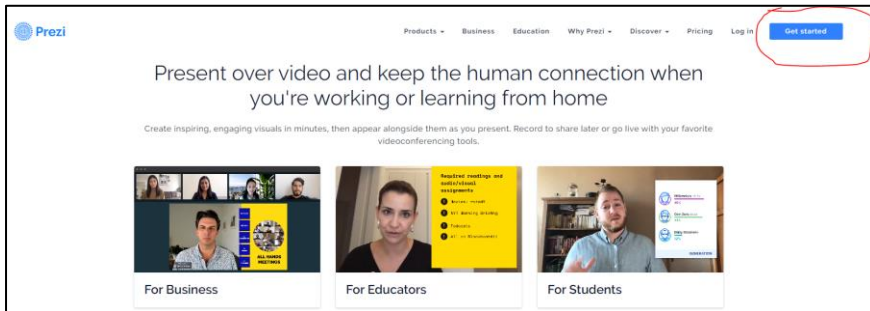 Prezi
Products
Business
Education
Why Prezi
Discover
Pricing
Log in
Get started
Present over video and keep the human connection when
you're working or learning from home
Create inspiring, engaging visuals in minutes, then appear alongside them as you present. Record to share later or go live with your favorite
videoconferencing tools.
ALL HANDS
MEETINGS
Required readings and
audio/visual
assignments
Podcasts
For Business
For Educators
For Students